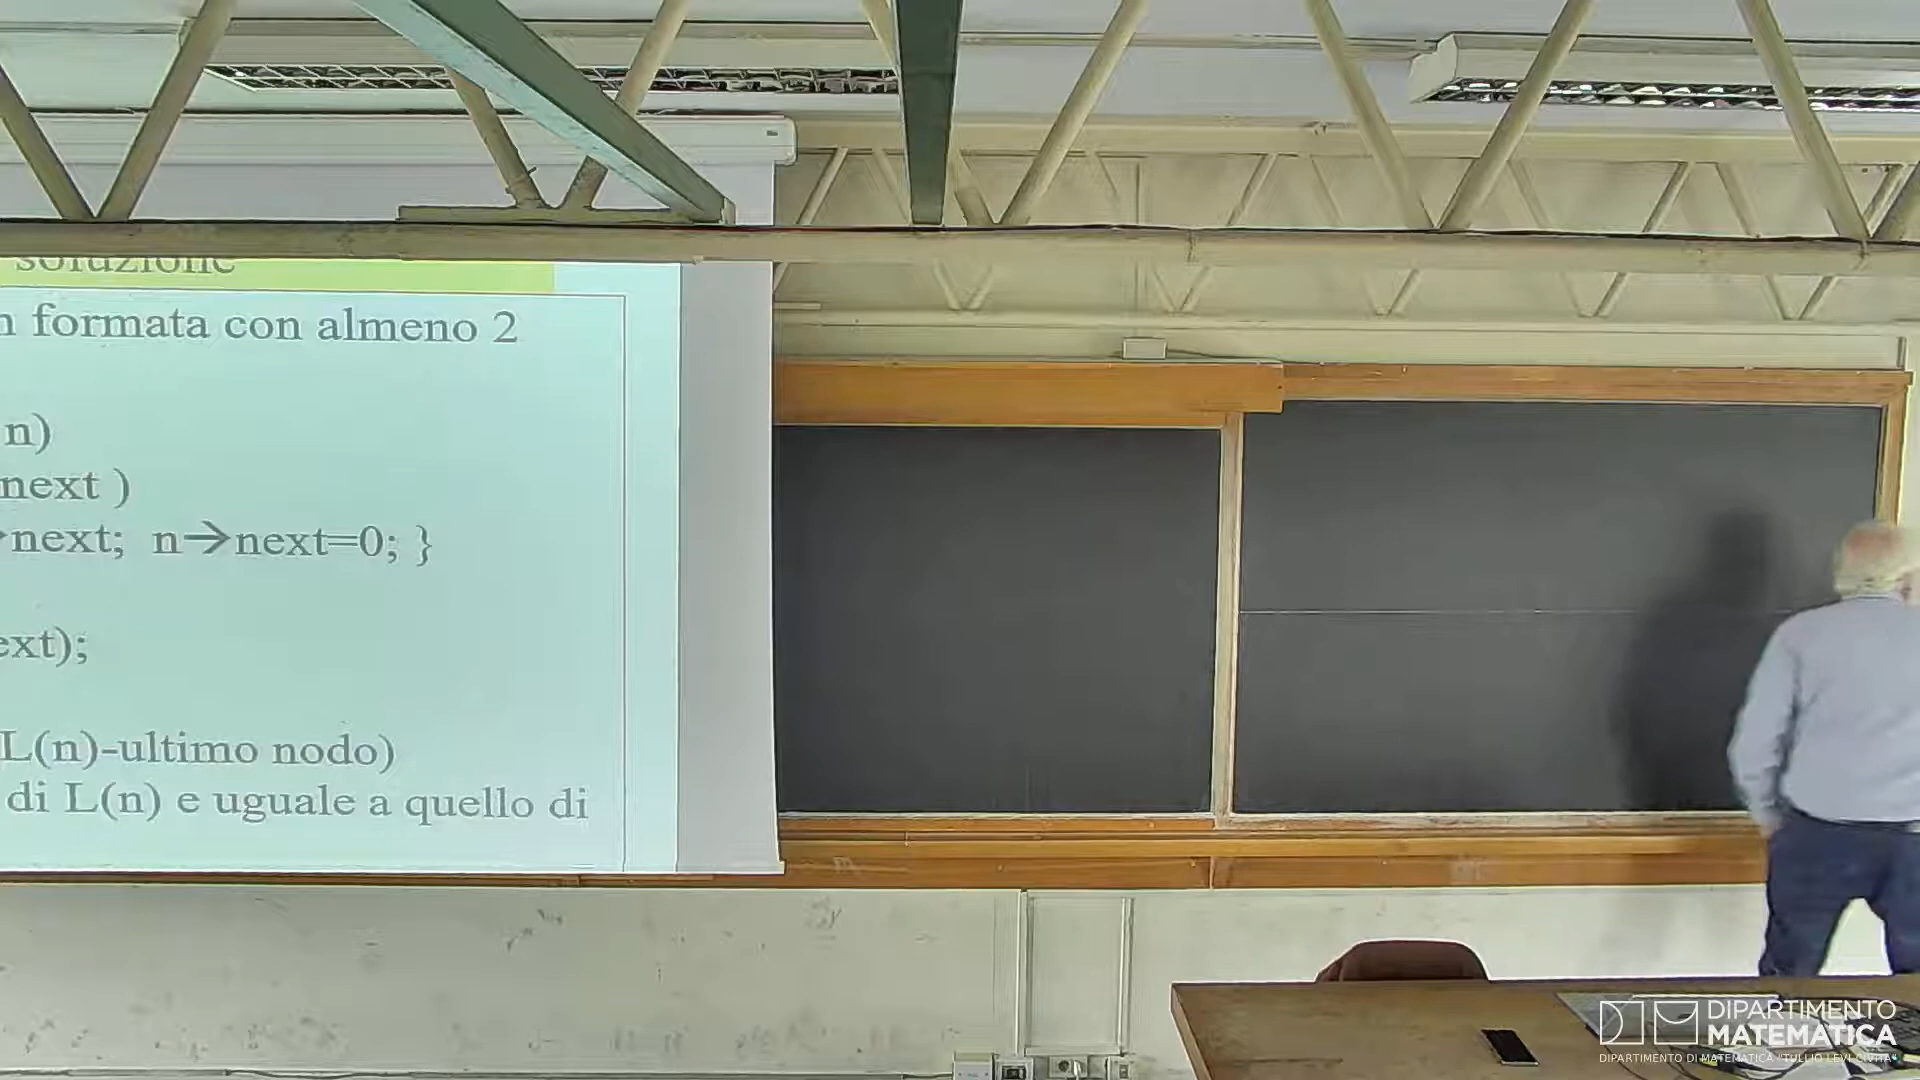 soluzione
formata con almeno 2
n)
next )
next; n→next=0; }
ext);
L(n)-ultimo nodo)
di L(n) e uguale a quello di
DIPARTIMENTO
MATEMATICA
DIPARTIMENTO DI MATEMATICA "TULLIO LEVI-CIVITA"